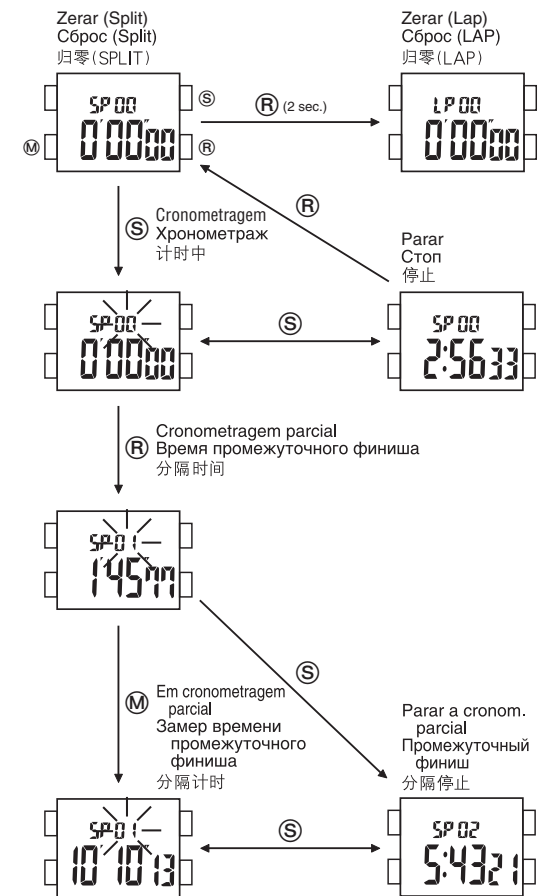 Zerar (Split)
Сброс (Split)
归零(SPLIT)
Zerar (Lap)
Сброс (LAP)
归零(LAP)
SP 00
0'00"00
Ⓢ
Ⓜ
Ⓡ
Ⓡ (2 sec.)
LP 00
0'00"00
Ⓡ
Ⓢ
Cronometragem
Хронометраж
计时中
Parar
Стоп
停止
SP 00
0'00"00
Ⓢ
SP 00
2:56 33
Ⓡ
Cronometragem parcial
Время промежуточного финиша
分隔时间
SP 01
1'45"77
Ⓢ
Ⓜ
Em cronometragem
parcial
Замер времени
промежуточного
финиша
分隔计时
Parar a cronom.
parcial
Промежуточный
финиш
分隔停止
SP 01
10'10"13
Ⓢ
SP 02
5:43 21